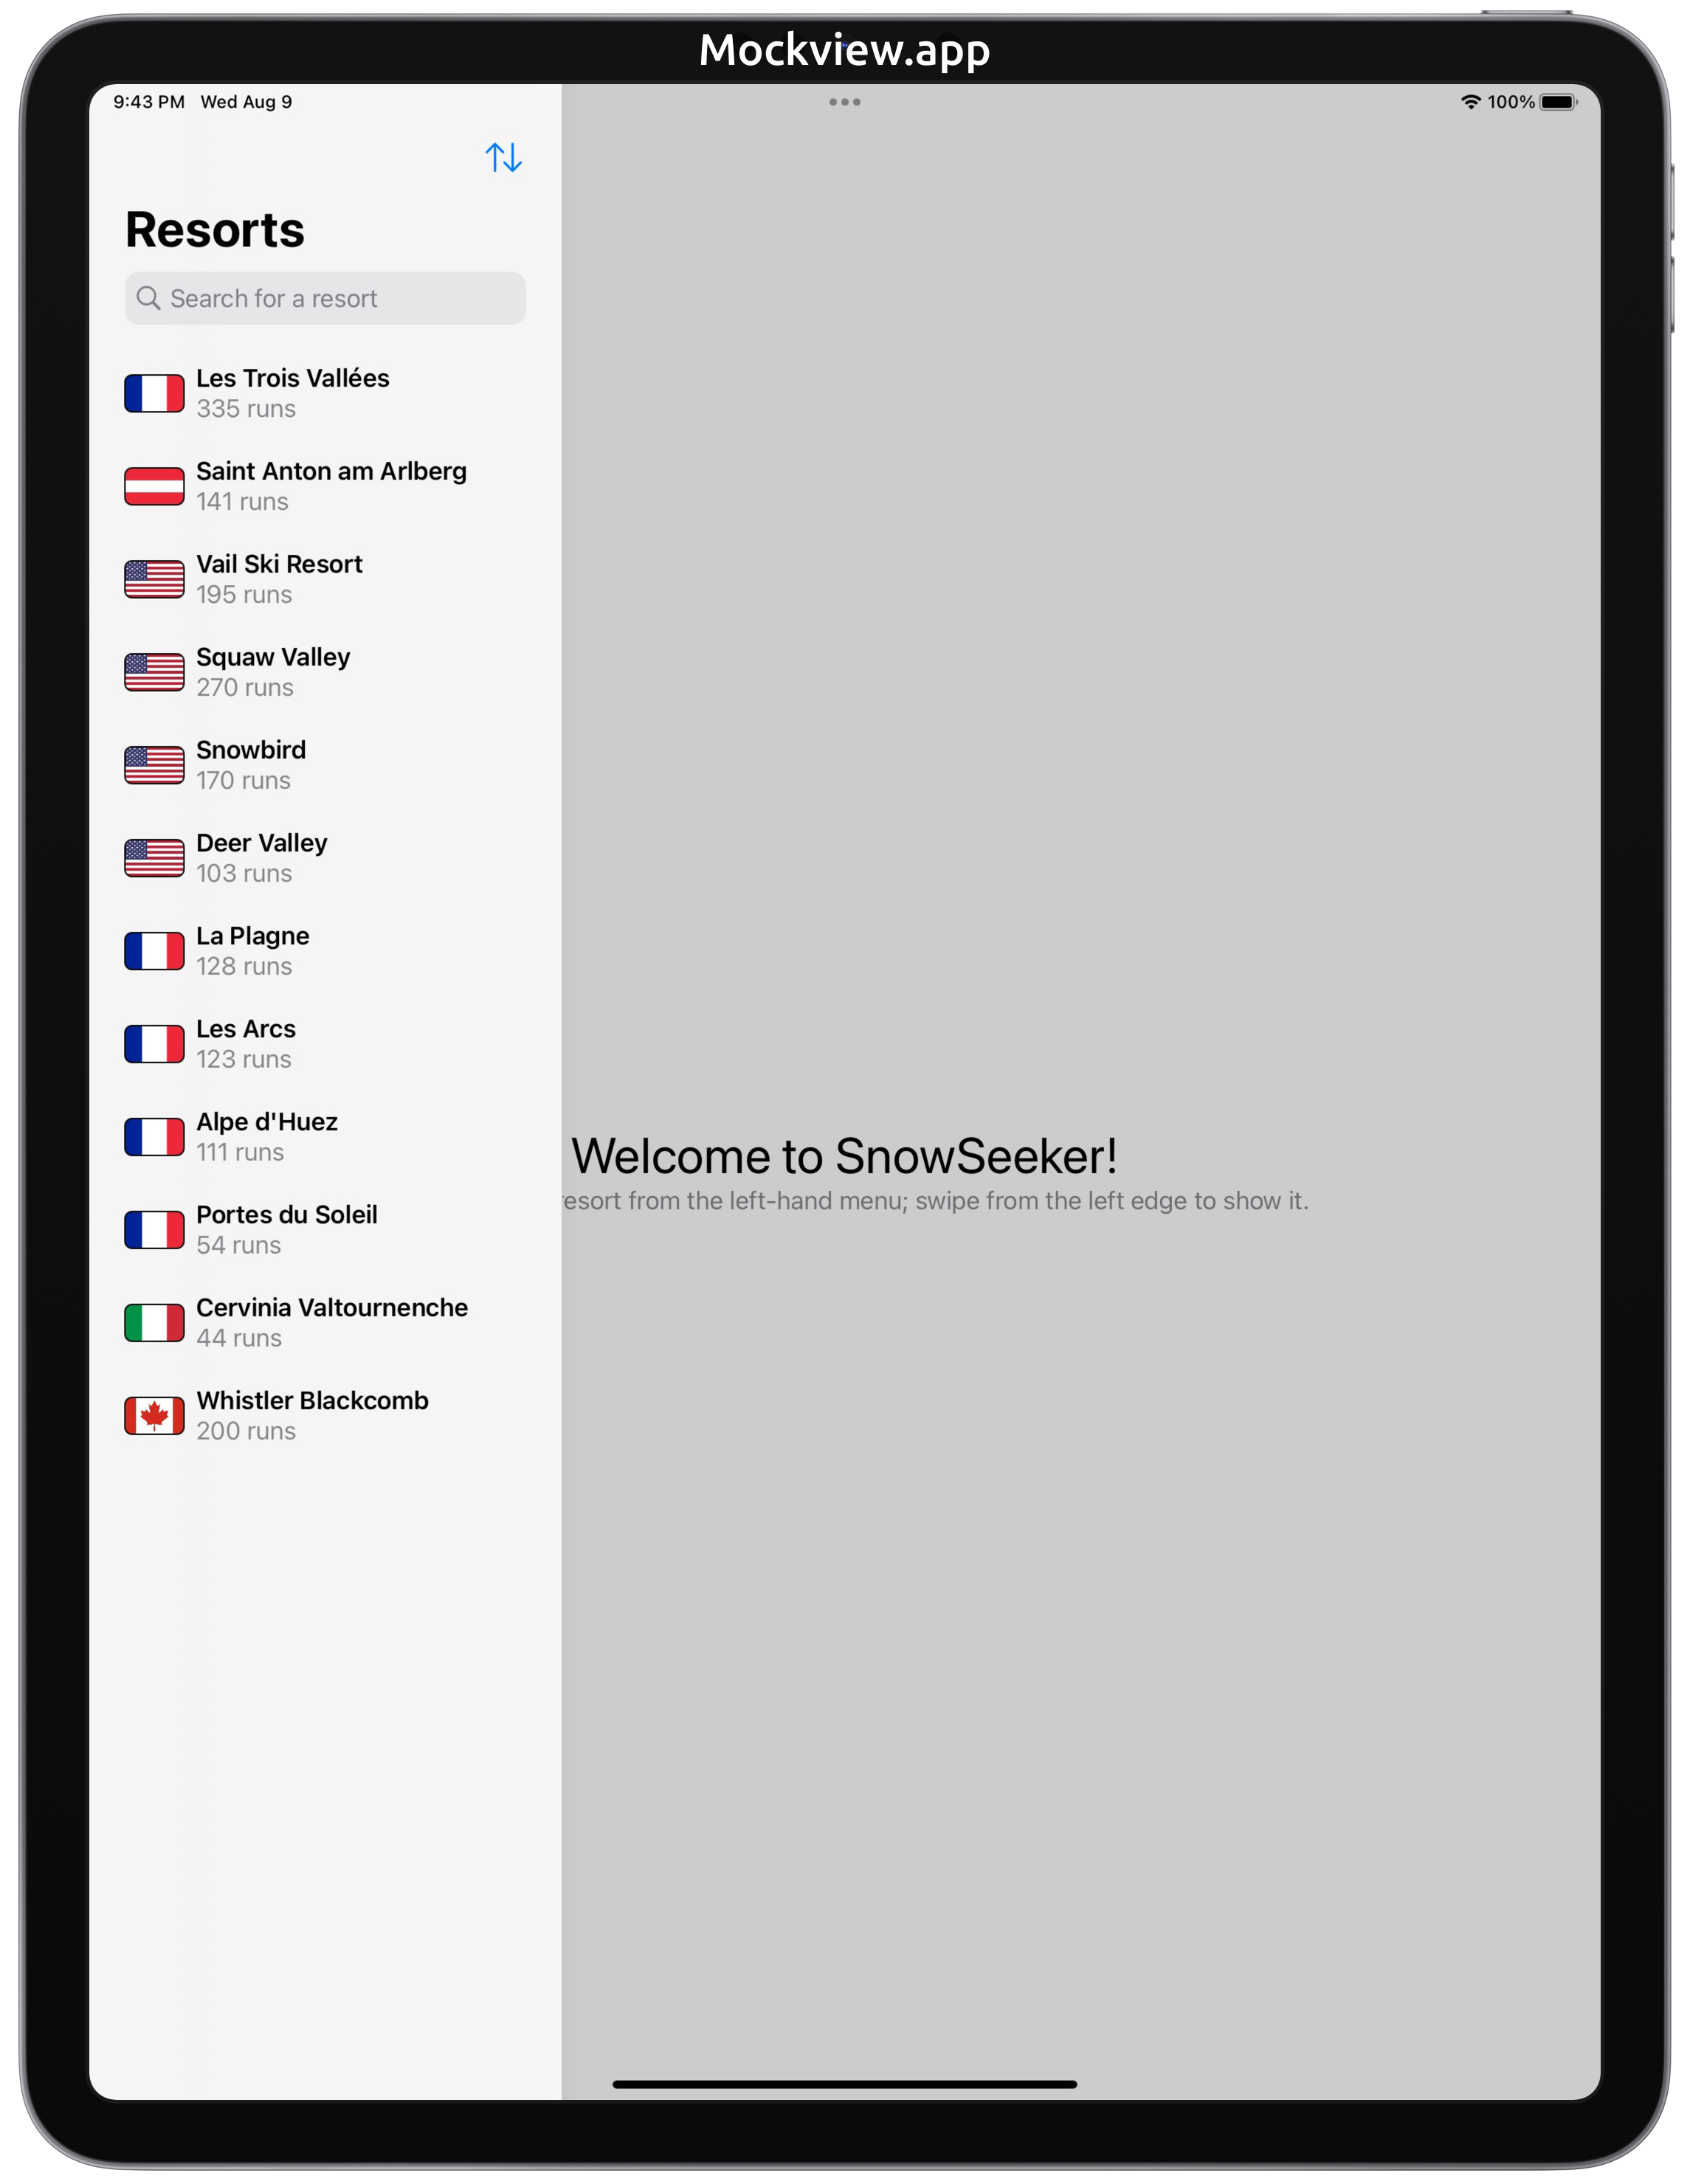 Mockview.app
9:43 PM Wed Aug 9
100%
Resorts
Search for a resort
Les Trois Vallées
335 runs
Saint Anton am Arlberg
141 runs
Vail Ski Resort
195 runs
Squaw Valley
270 runs
Snowbird
170 runs
Deer Valley
103 runs
La Plagne
128 runs
Les Arcs
123 runs
Alpe d'Huez
111 runs
Portes du Soleil
54 runs
Cervinia Valtournenche
44 runs
Whistler Blackcomb
200 runs
Welcome to SnowSeeker!
esort from the left-hand menu; swipe from the left edge to show it.